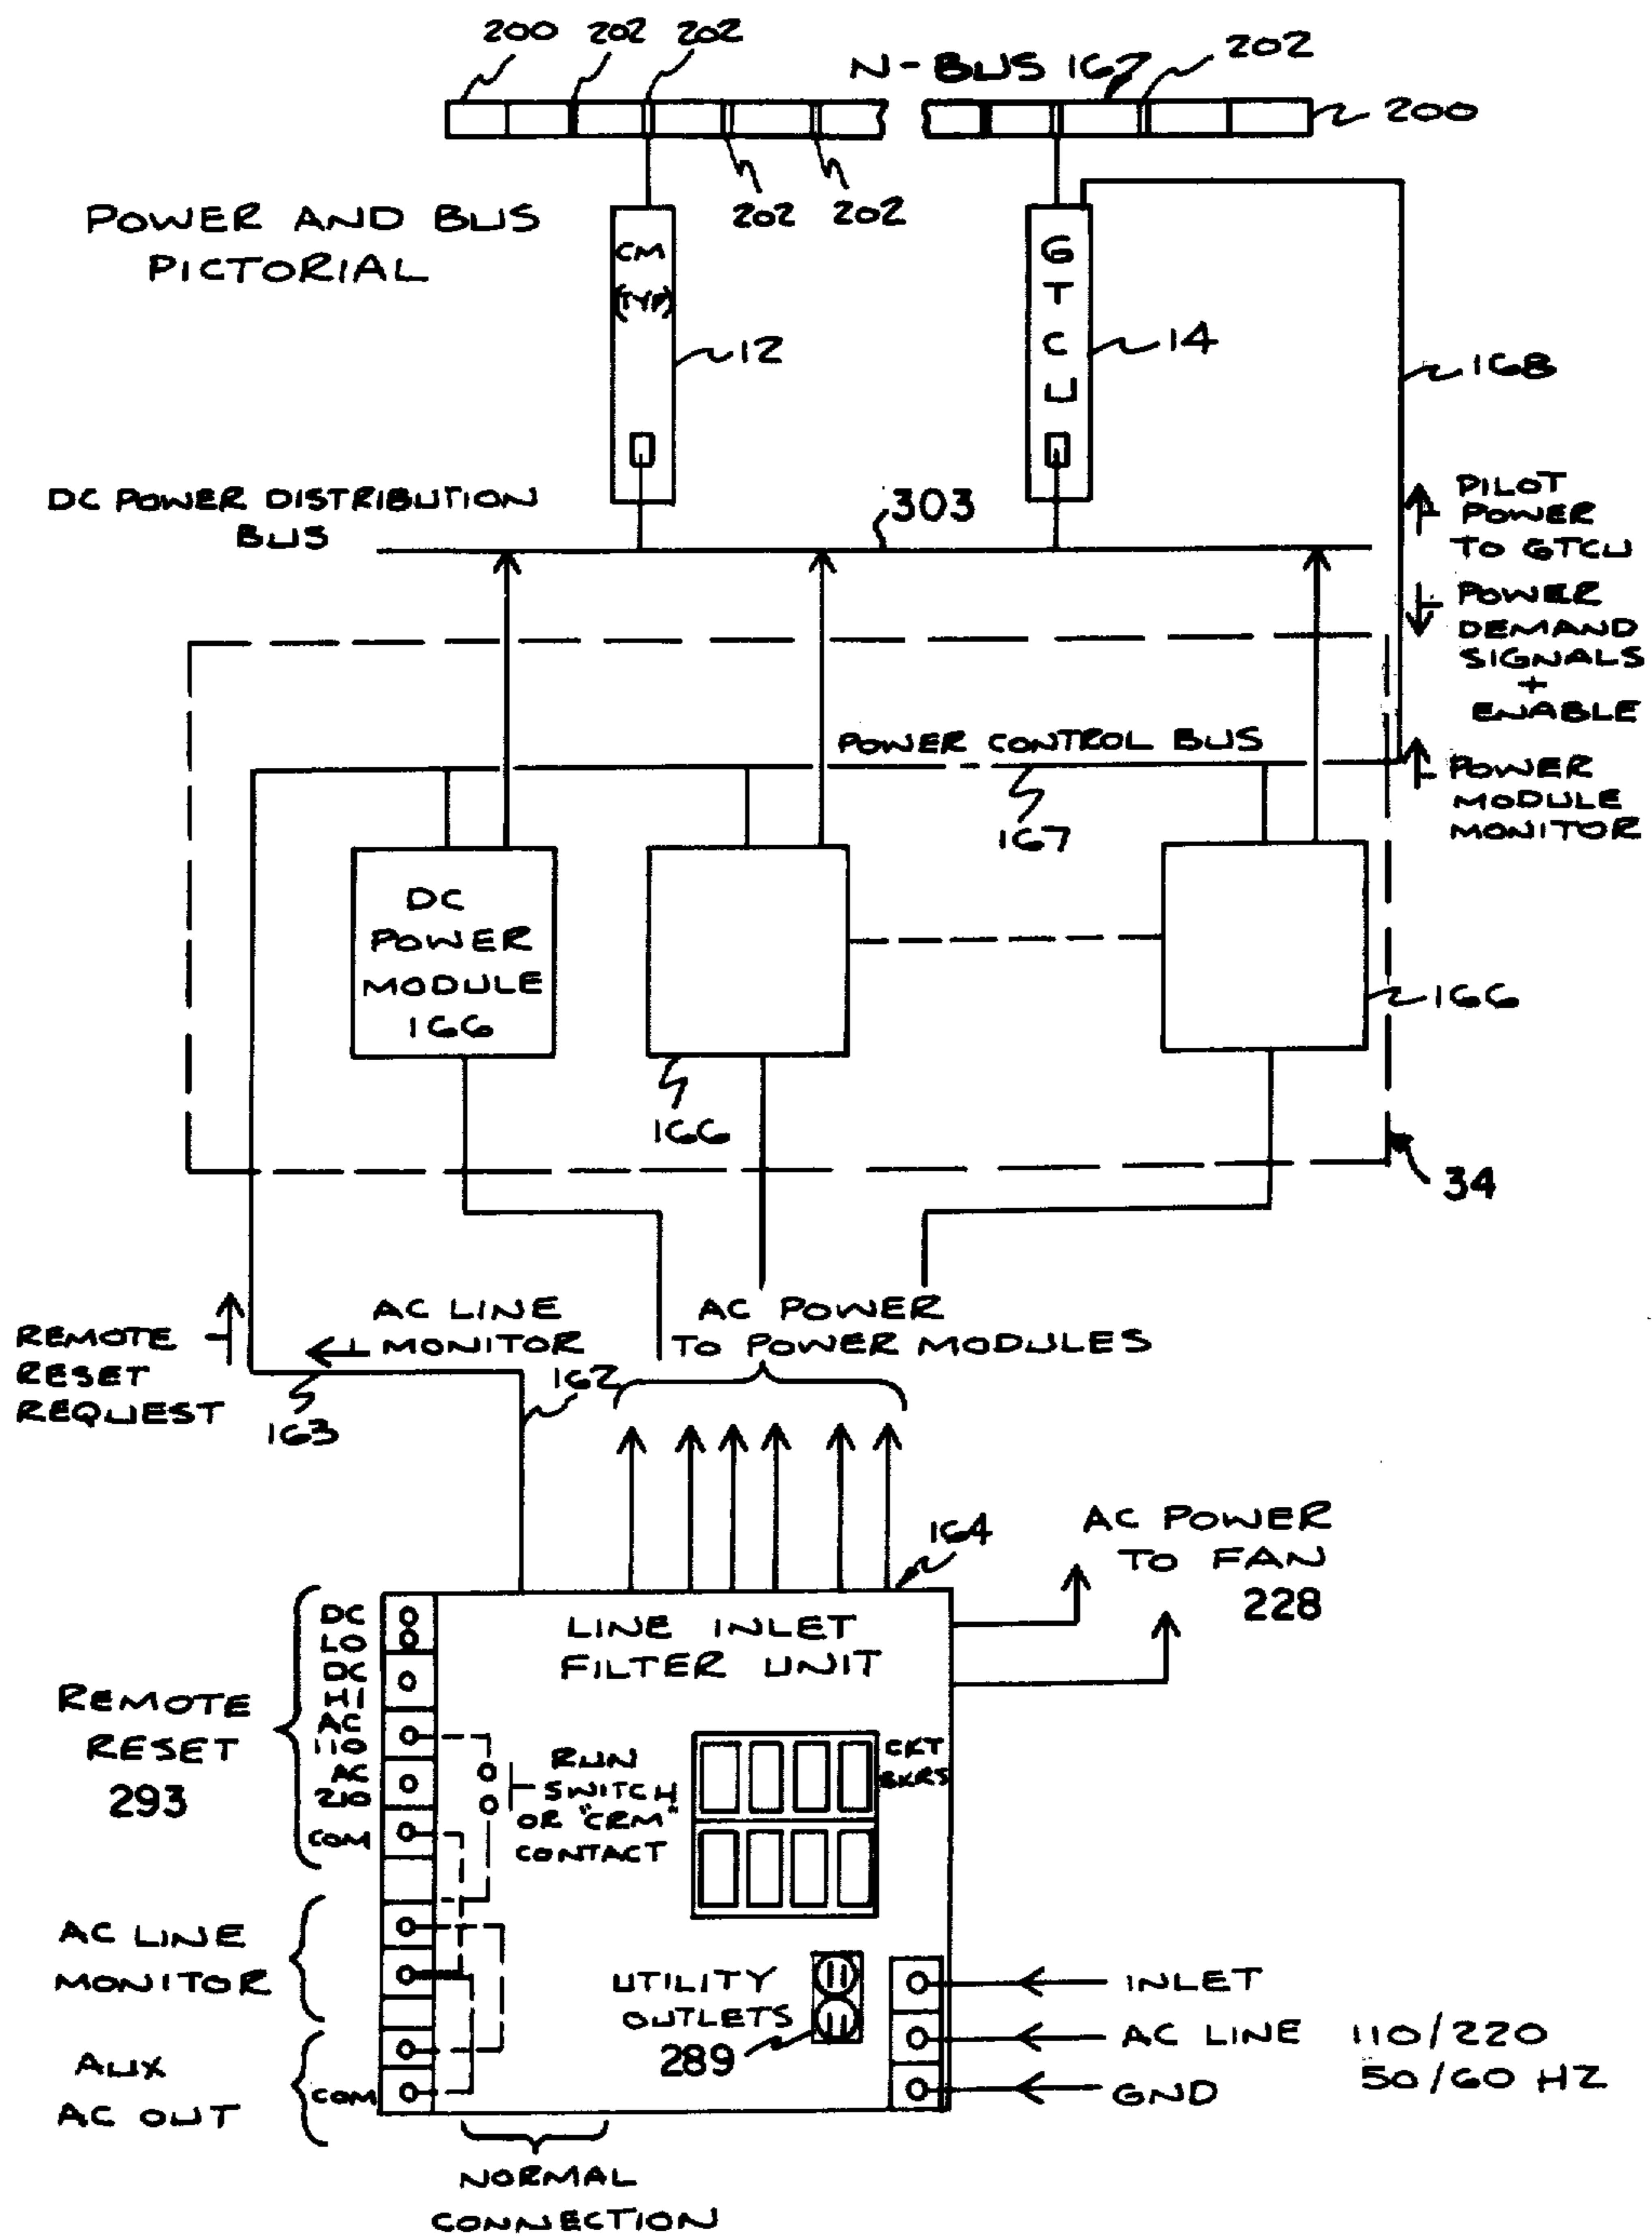 200 202 202
N-BUS 167 202
200
202 202
POWER AND BUS
PICTORIAL
CM
(TYP)
12
G
T
C
U
14
168
DC POWER DISTRIBUTION
BUS
303
PILOT
POWER
TO GTCU
POWER
DEMAND
SIGNALS
+
ENABLE
POWER CONTROL BUS
167
POWER
MODULE
MONITOR
DC
POWER
MODULE
166
166
166
34
REMOTE
RESET
REQUEST
AC LINE
MONITOR
163
162
AC POWER
TO POWER MODULES
164
AC POWER
TO FAN
228
LINE INLET
FILTER UNIT
REMOTE
RESET
293
DC
LO
DC
HI
AC
110
AC
210
COM
RUN
SWITCH
OR "CRM"
CONTACT
CKT
BKRS
AC LINE
MONITOR
UTILITY
OUTLETS
289
INLET
AC LINE 110/220
50/60 HZ
GND
AUX
AC OUT
COM
NORMAL
CONNECTION